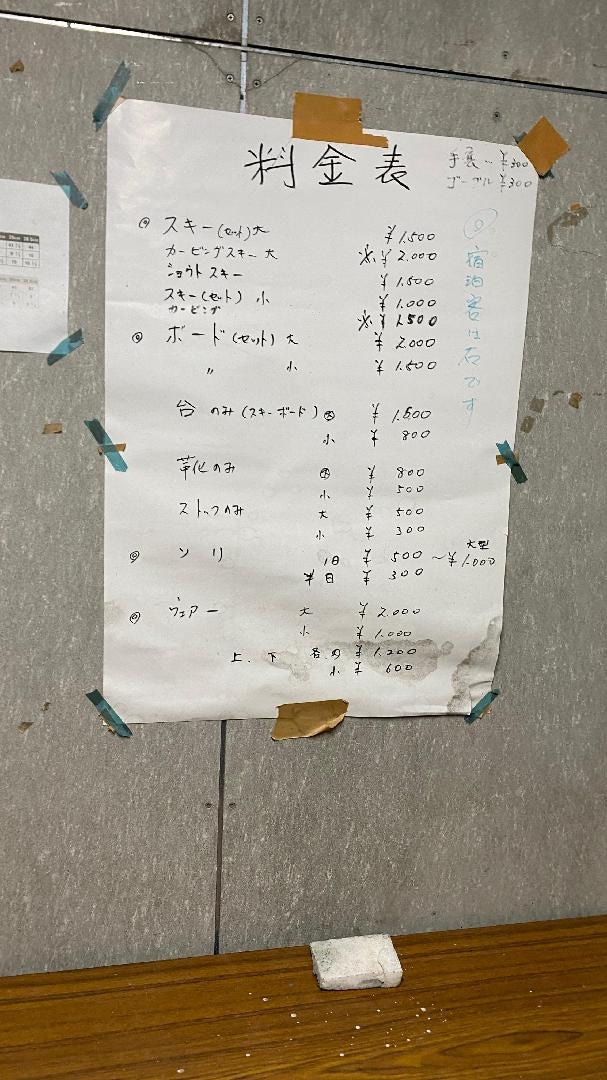 料金表
手袋 〜 ¥300
ゴーグル ¥300
◎ スキー(セット)大 ¥1.500
カービングスキー 大 ※ ¥2.000
ショウトスキー ¥1.500
スキー(セット) 小 ¥1.000
カービング ※ ¥1500
◎ ボード(セット) 大 ¥2.000
〃 小 ¥1.500
台のみ(スキーボード) 大 ¥1.500
小 ¥800
靴のみ 大 ¥800
小 ¥500
ストックのみ 大 ¥500
小 ¥300
◎ ソリ 1日 ¥500 〜 ¥1.000
大型
半日 ¥300
◎ ウェアー 大 ¥2.000
小 ¥1.000
上、下 各 ¥1.200
小 ¥600
宿泊客は右です